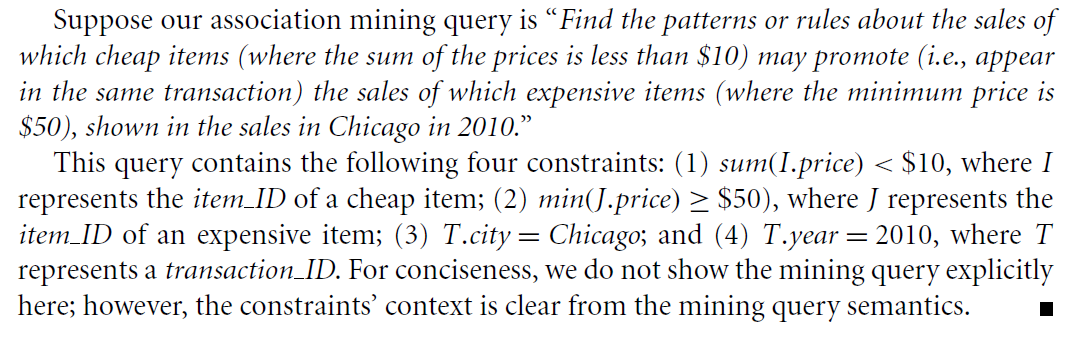 Suppose our association mining query is “Find the patterns or rules about the sales of
which cheap items (where the sum of the prices is less than $10) may promote (i.e., appear
in the same transaction) the sales of which expensive items (where the minimum price is
$50), shown in the sales in Chicago in 2010.”
This query contains the following four constraints: (1) sum(I.price) < $10, where I
represents the item_ID of a cheap item; (2) min(J.price) ≥ $50), where J represents the
item_ID of an expensive item; (3) T.city = Chicago; and (4) T.year = 2010, where T
represents a transaction_ID. For conciseness, we do not show the mining query explicitly
here; however, the constraints’ context is clear from the mining query semantics. ■